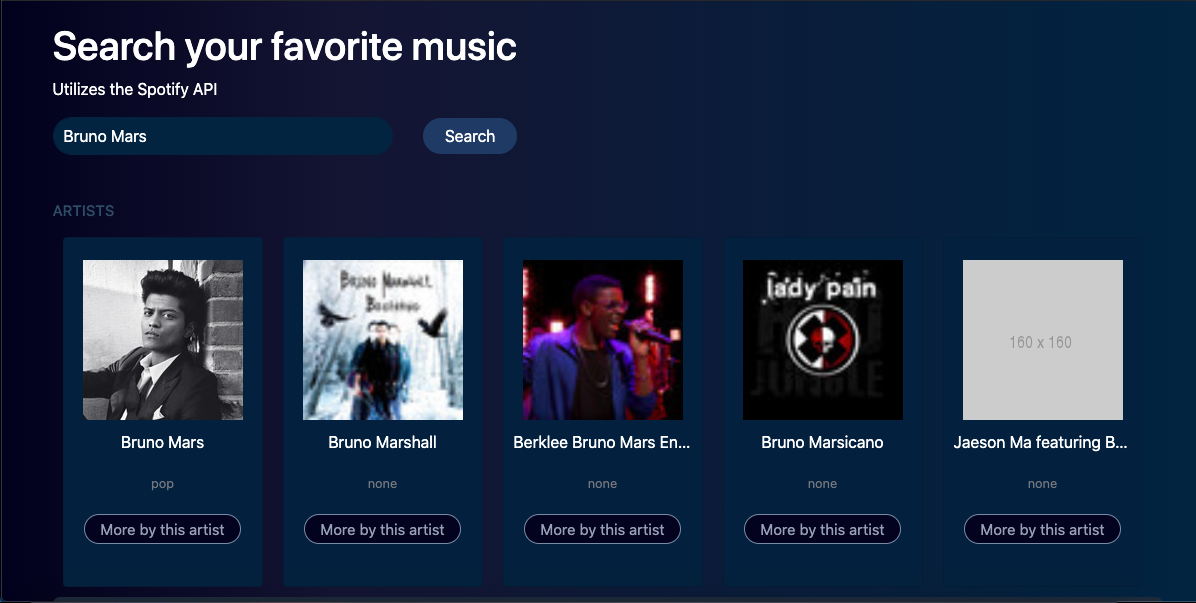 Search your favorite music
Utilizes the Spotify API
Bruno Mars
Search
ARTISTS
BRUNO MARSHALL
lady pain
JUNGLE
160 x 160
Bruno Mars
Bruno Marshall
Berklee Bruno Mars En...
Bruno Marsicano
Jaeson Ma featuring B...
pop
none
none
none
none
More by this artist
More by this artist
More by this artist
More by this artist
More by this artist